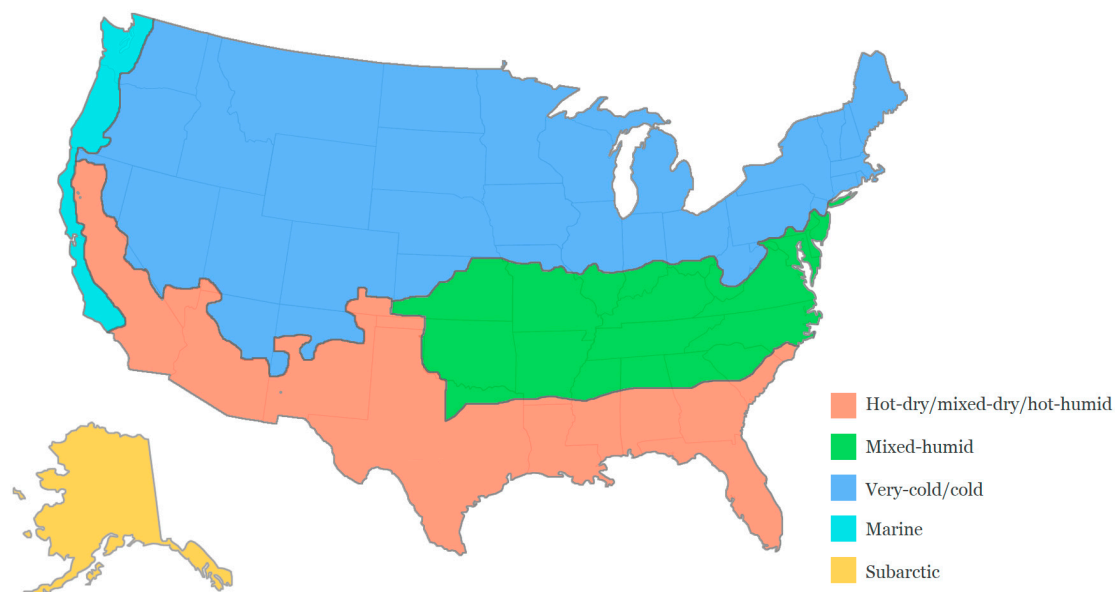 Hot-dry/mixed-dry/hot-humid
Mixed-humid
Very-cold/cold
Marine
Subarctic